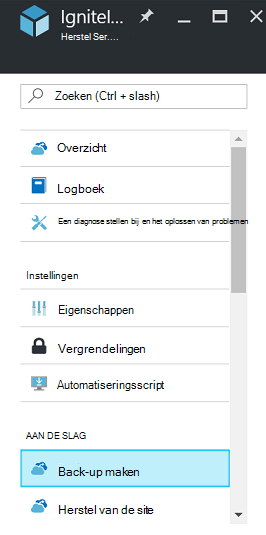 Ignitel...
Herstel Ser....
Zoeken (Ctrl + slash)
Overzicht
Logboek
Een diagnose stellen bij en het oplossen van problemen
Instellingen
Eigenschappen
Vergrendelingen
Automatiseringsscript
AAN DE SLAG
Back-up maken
Herstel van de site